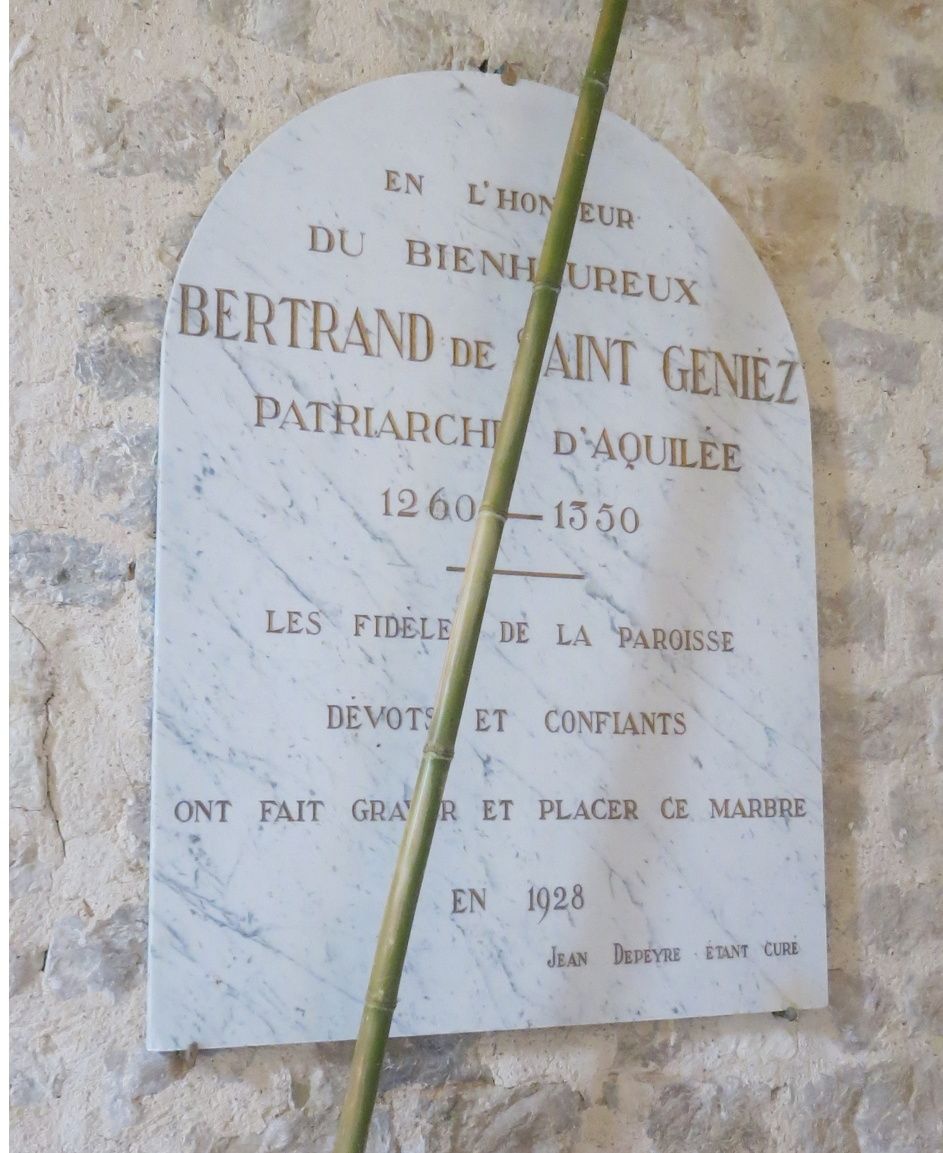 EN L'HONNEUR
DU BIENHEUREUX
BERTRAND DE SAINT GENIÉZ
PATRIARCHE D'AQUILÉE
1260 — 1350
LES FIDÈLES DE LA PAROISSE
DÉVOTS ET CONFIANTS
ONT FAIT GRAVER ET PLACER CE MARBRE
EN 1928
JEAN DEPEYRE ÉTANT CURÉ